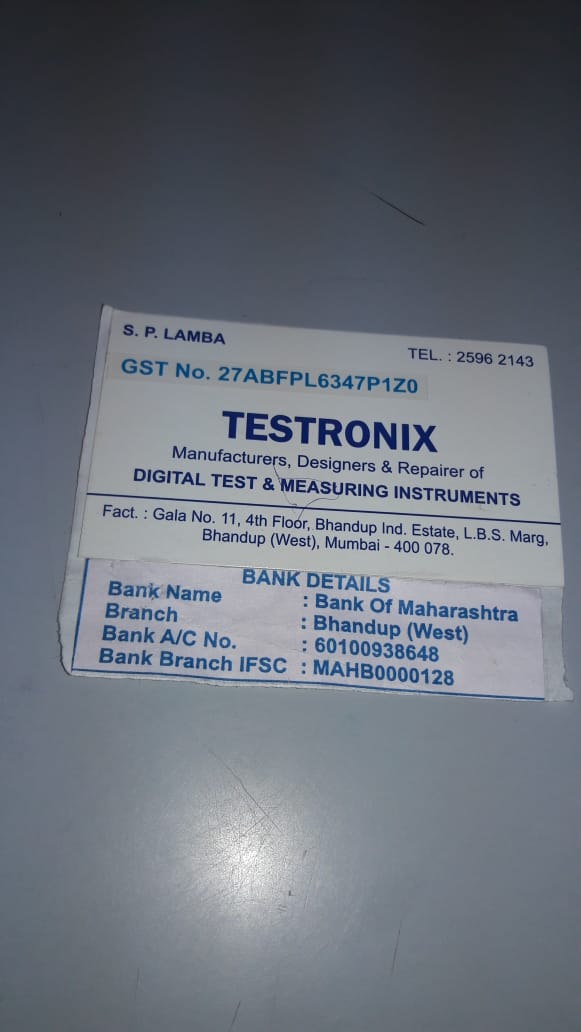 S. P. LAMBA
TEL. : 2596 2143
GST No. 27ABFPL6347P1Z0
TESTRONIX
Manufacturers, Designers & Repairer of
DIGITAL TEST & MEASURING INSTRUMENTS
Fact. : Gala No. 11, 4th Floor, Bhandup Ind. Estate, L.B.S. Marg,
Bhandup (West), Mumbai - 400 078.
BANK DETAILS
Bank Name : Bank Of Maharashtra
Branch : Bhandup (West)
Bank A/C No. : 60100938648
Bank Branch IFSC : MAHB0000128